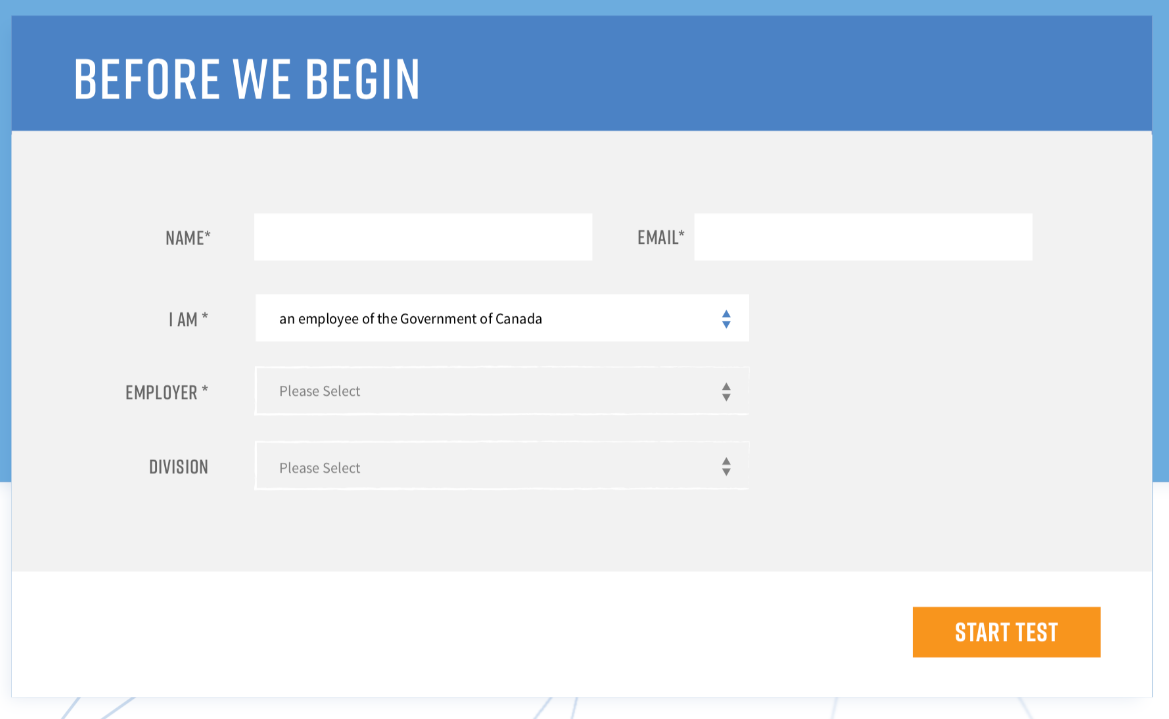 BEFORE WE BEGIN
NAME*
EMAIL*
I AM *
an employee of the Government of Canada
EMPLOYER *
Please Select
DIVISION
Please Select
START TEST